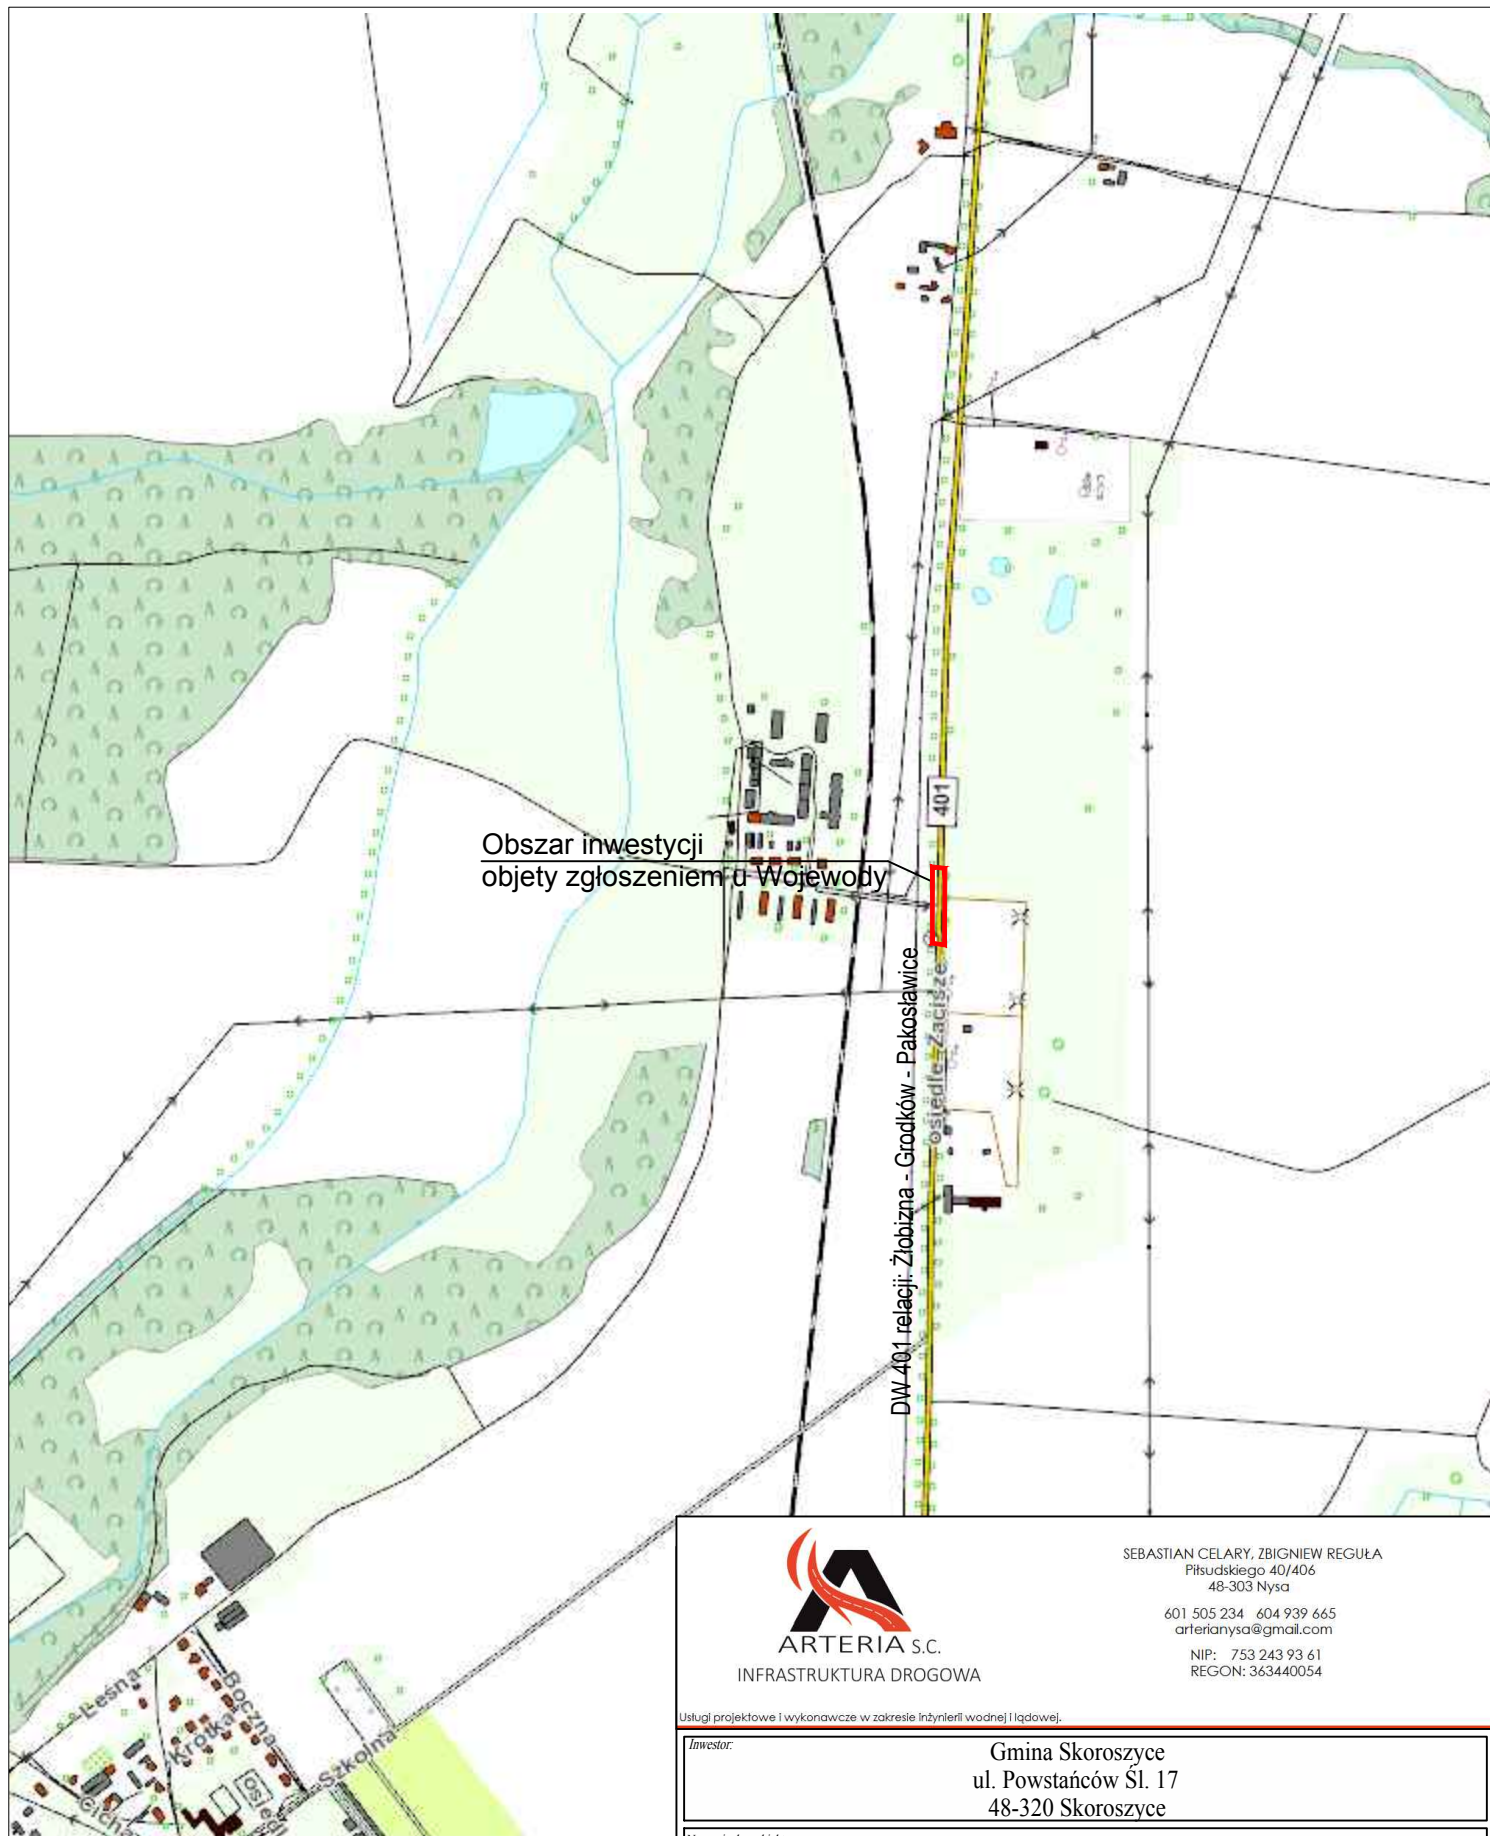 401
Obszar inwestycji
objety zgłoszeniem u Wojewody
DW 401 relacji: Żłobizna - Grodków - Pakosławice
osiedle Zacisze
Leśna
Boczna
Krótka
Szkolna
Cicha
ARTERIA S.C.
INFRASTRUKTURA DROGOWA
SEBASTIAN CELARY, ZBIGNIEW REGUŁA
Piłsudskiego 40/406
48-303 Nysa
601 505 234 604 939 665
arterianysa@gmail.com
NIP: 753 243 93 61
REGON: 363440054
Usługi projektowe i wykonawcze w zakresie inżynierii wodnej i lądowej.
Inwestor:
Gmina Skoroszyce
ul. Powstańców Śl. 17
48-320 Skoroszyce